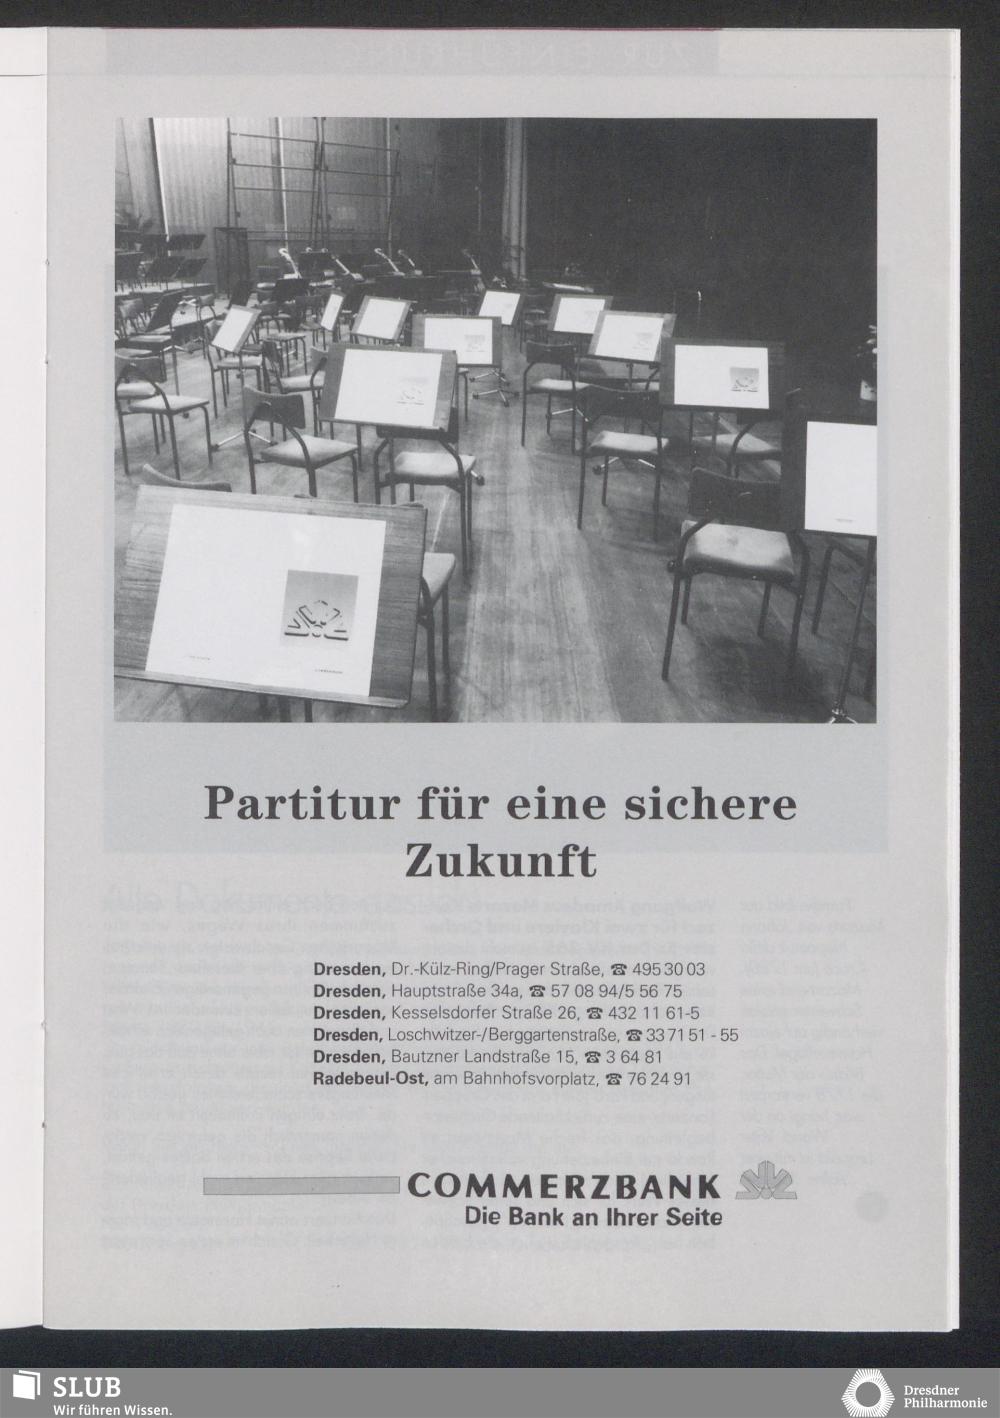 Partitur für eine sichere
Zukunft
Dresden, Dr.-Külz-Ring/Prager Straße, ☎ 495 30 03
Dresden, Hauptstraße 34a, ☎ 57 08 94/5 56 75
Dresden, Kesselsdorfer Straße 26, ☎ 432 11 61-5
Dresden, Loschwitzer-/Berggartenstraße, ☎ 33 71 51 - 55
Dresden, Bautzner Landstraße 15, ☎ 3 64 81
Radebeul-Ost, am Bahnhofsvorplatz, ☎ 76 24 91
COMMERZBANK
Die Bank an Ihrer Seite
SLUB
Wir führen Wissen.
Dresdner
Philharmonie